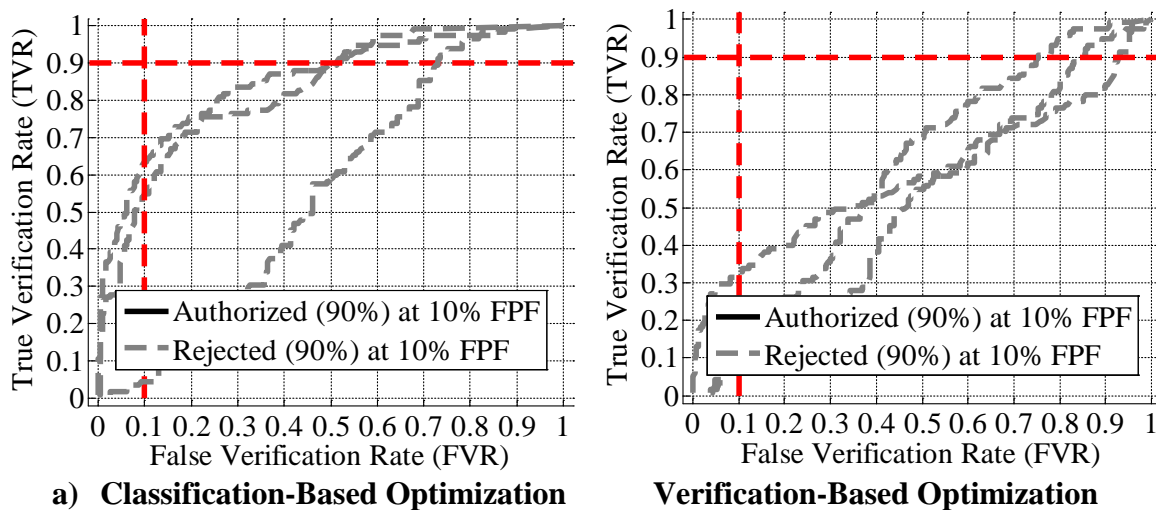 True Verification Rate (TVR)
1
0.9
0.8
0.7
0.6
0.5
0.4
0.3
0.2
0.1
0
Authorized (90%) at 10% FPF
Rejected (90%) at 10% FPF
0 0.1 0.2 0.3 0.4 0.5 0.6 0.7 0.8 0.9 1
False Verification Rate (FVR)
a) Classification-Based Optimization
True Verification Rate (TVR)
1
0.9
0.8
0.7
0.6
0.5
0.4
0.3
0.2
0.1
0
Authorized (90%) at 10% FPF
Rejected (90%) at 10% FPF
0 0.1 0.2 0.3 0.4 0.5 0.6 0.7 0.8 0.9 1
False Verification Rate (FVR)
Verification-Based Optimization